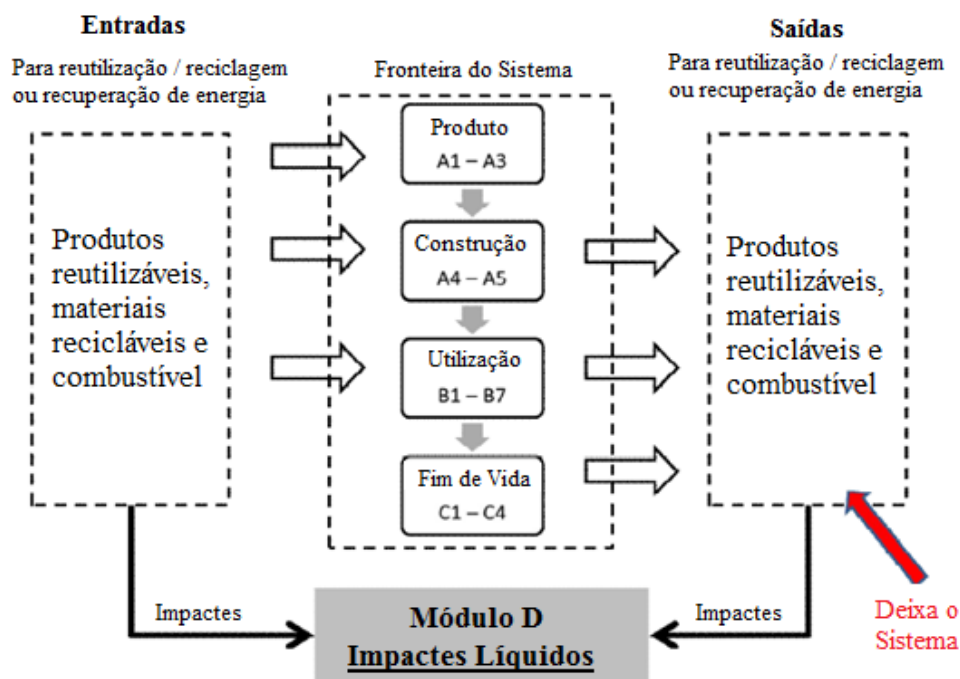 Entradas
Para reutilização / reciclagem
ou recuperação de energia
Produtos
reutilizáveis,
materiais
recicláveis e
combustível
Fronteira do Sistema
Produto
A1 – A3
Construção
A4 – A5
Utilização
B1 – B7
Fim de Vida
C1 – C4
Saídas
Para reutilização / reciclagem
ou recuperação de energia
Produtos
reutilizáveis,
materiais
recicláveis e
combustível
Impactes
Módulo D
Impactes Líquidos
Impactes
Deixa o
Sistema